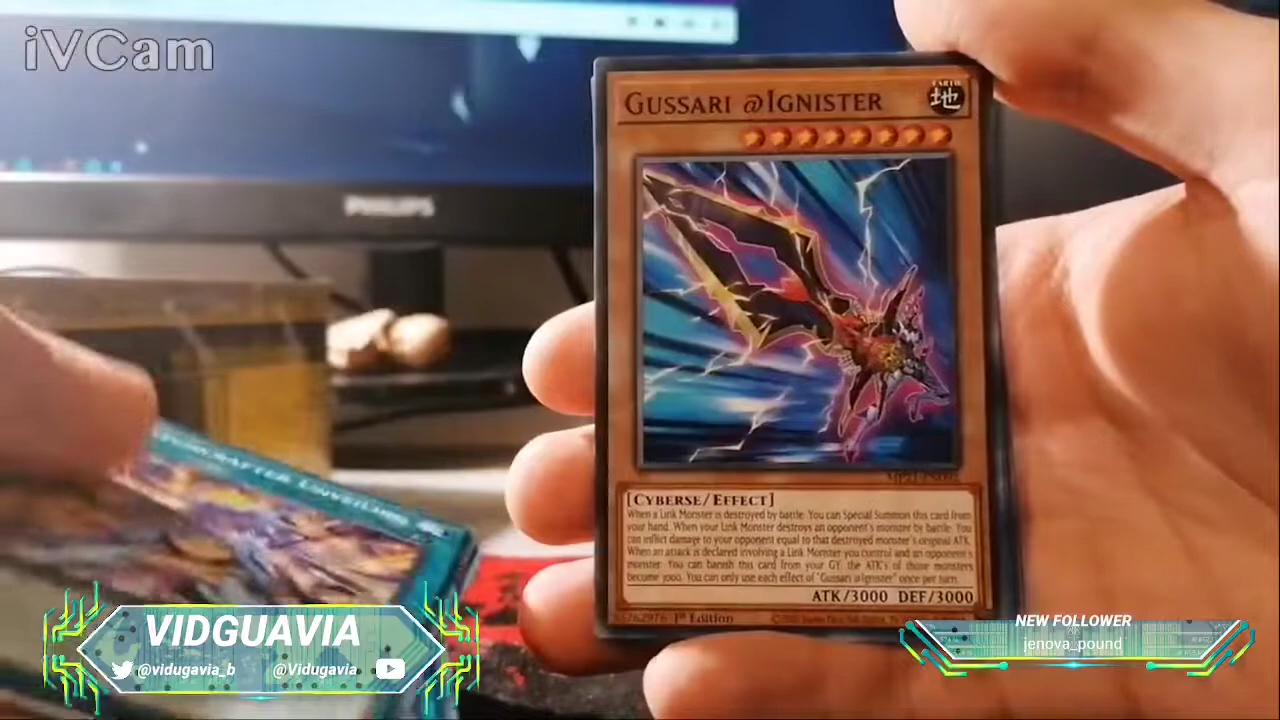 iVCam
PHILIPS
GUSSARI @IGNISTER
EARTH
地
[CYBERSE/EFFECT]
When a Link Monster is destroyed by battle: You can Special Summon this card from
your hand. When your Link Monster destroys an opponent's monster by battle: You
can inflict damage to your opponent equal to that destroyed monster's original ATK.
When an attack is declared involving a Link Monster you control and an opponent's
monster: You can banish this card from your GY; the ATK's of those monsters
become 3000. You can only use each effect of "Gussari @Ignister" once per turn.
ATK/3000 DEF/3000
1st Edition
VIDGUAVIA
@vidugavia_b @Vidugavia
NEW FOLLOWER
jenova_pound